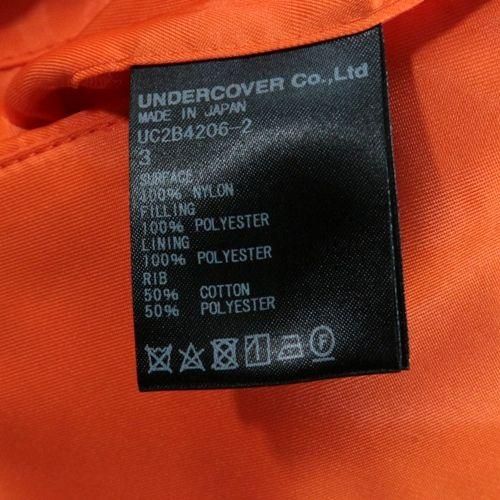 UNDERCOVER Co.,Ltd
MADE IN JAPAN
UC2B4206-2
3
SURFACE
100% NYLON
FILLING
100% POLYESTER
LINING
100% POLYESTER
RIB
50% COTTON
50% POLYESTER